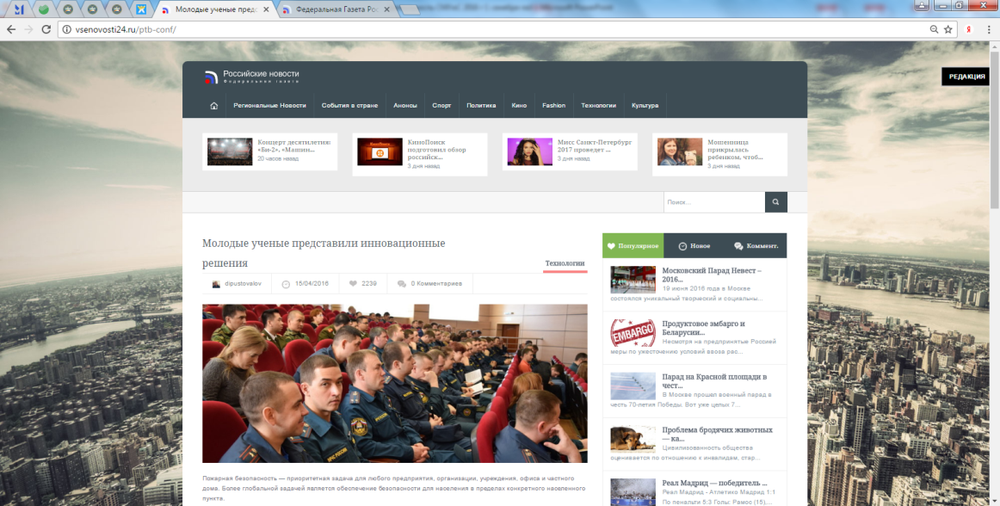 Молодые ученые предс
Федеральная Газета Рос
vsenovosti24.ru/ptb-conf/
Российские новости
Федеральная газета
РЕДАКЦИЯ
Региональные Новости
События в стране
Анонсы
Спорт
Политика
Кино
Fashion
Технологии
Культура
Концерт десятилетия:
«Би-2», «Машин...
20 часов назад
КиноПоиск
подготовил обзор
российск...
3 дня назад
Мисс Санкт-Петербург
2017 проведет ...
3 дня назад
Мошенница
прикрылась
ребенком, чтоб...
3 дня назад
Поиск...
Молодые ученые представили инновационные
решения
Технологии
dipustovalov
15/04/2016
2239
0 Комментариев
Пожарная безопасность — приоритетная задача для любого предприятия, организации, учреждения, офиса и частного
дома. Более глобальной задачей является обеспечение безопасности для населения в пределах конкретного населенного
пункта.
Популярное
Новое
Коммент.
Московский Парад Невест –
2016...
19 июня 2016 года в Москве
состоялся уникальный творческий и социальны...
EMBARGO
Продуктовое эмбарго и
Беларусии...
Несмотря на предпринятые Россией
меры по ужесточению условий ввоза рас...
Парад на Красной площади в
чест...
В Москве прошел военный парад в
честь 70-летия Победы. Вот уже целых 7...
Проблема бродячих животных
— ка...
Цивилизованность общества
оценивается по отношению к инвалидам, стар...
Реал Мадрид — победитель ...
Реал Мадрид - Атлетико Мадрид 1:1
По пенальти 5:3 Голы: Рамос (15),...